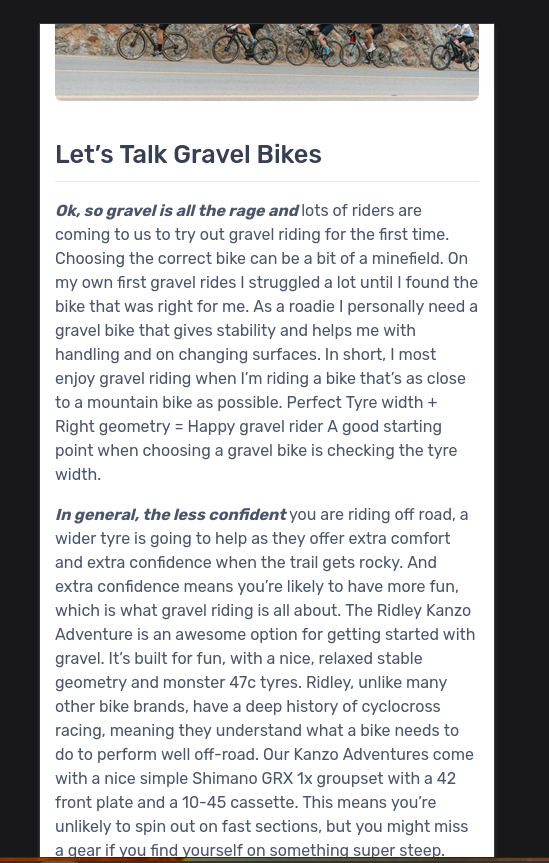 Let's Talk Gravel Bikes
Ok, so gravel is all the rage and lots of riders are
coming to us to try out gravel riding for the first time.
Choosing the correct bike can be a bit of a minefield. On
my own first gravel rides I struggled a lot until I found the
bike that was right for me. As a roadie I personally need a
gravel bike that gives stability and helps me with
handling and on changing surfaces. In short, I most
enjoy gravel riding when I'm riding a bike that's as close
to a mountain bike as possible. Perfect Tyre width +
Right geometry = Happy gravel rider A good starting
point when choosing a gravel bike is checking the tyre
width.
In general, the less confident you are riding off road, a
wider tyre is going to help as they offer extra comfort
and extra confidence when the trail gets rocky. And
extra confidence means you're likely to have more fun,
which is what gravel riding is all about. The Ridley Kanzo
Adventure is an awesome option for getting started with
gravel. It's built for fun, with a nice, relaxed stable
geometry and monster 47c tyres. Ridley, unlike many
other bike brands, have a deep history of cyclocross
racing, meaning they understand what a bike needs to
do to perform well off-road. Our Kanzo Adventures come
with a nice simple Shimano GRX 1x groupset with a 42
front plate and a 10-45 cassette. This means you're
unlikely to spin out on fast sections, but you might miss
a gear if you find yourself on something super steep.